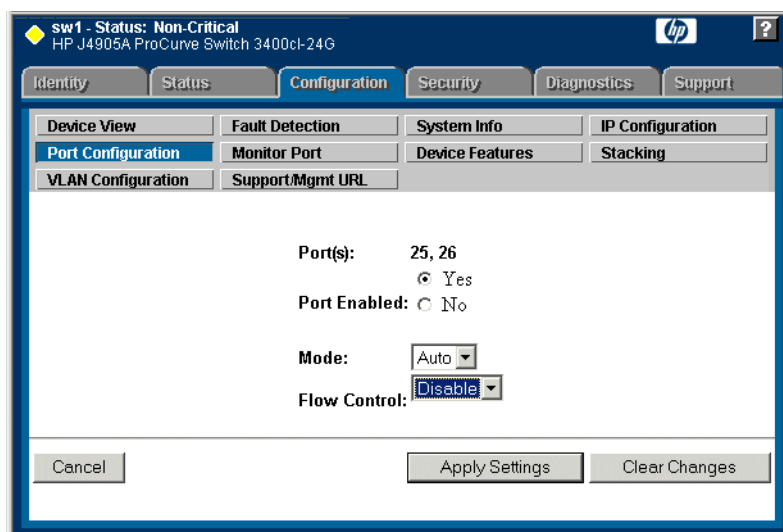 sw1 - Status: Non-Critical
HP J4905A ProCurve Switch 3400cl-24G
hp
?
Identity Status Configuration Security Diagnostics Support
Device View Fault Detection System Info IP Configuration
Port Configuration Monitor Port Device Features Stacking
VLAN Configuration Support/Mgmt URL
Port(s): 25, 26
Yes
Port Enabled: No
Mode: Auto
Flow Control: Disable
Cancel Apply Settings Clear Changes